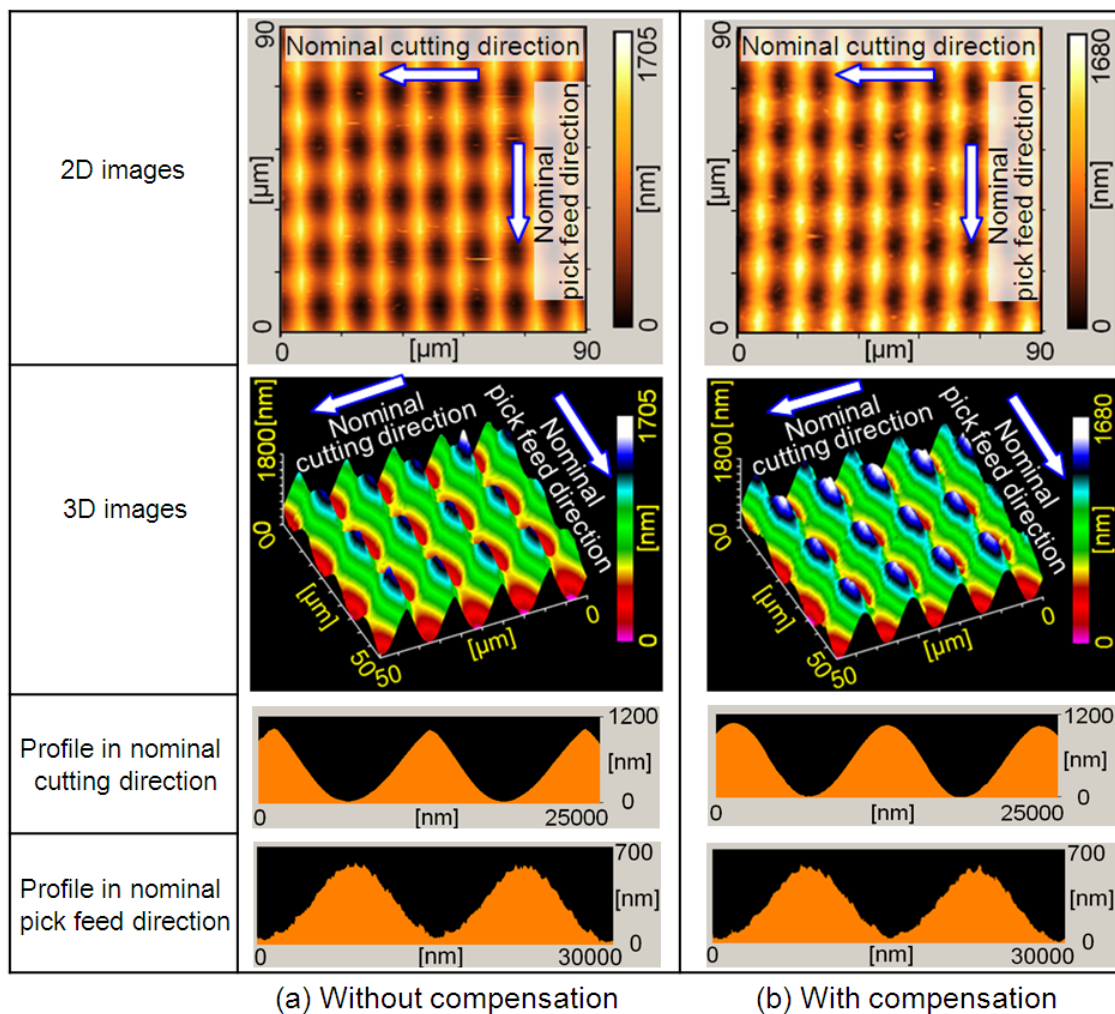 2D images
90
Nominal cutting direction
1705
[µm]
Nominal
pick feed direction
[nm]
0
0
0
[µm]
90
90
Nominal cutting direction
1680
[µm]
Nominal
pick feed direction
[nm]
0
0
0
[µm]
90
3D images
1800[nm]
Nominal
cutting direction
Nominal
pick feed direction
1705
[nm]
0
0
0
[µm]
50
50
[µm]
0
1800
[nm]
Nominal
cutting direction
Nominal
pick feed direction
1680
[nm]
0
0
0
[µm]
50
50
[µm]
0
Profile in nominal
cutting direction
1200
[nm]
0
0
[nm]
25000
1200
[nm]
0
0
[nm]
25000
Profile in nominal
pick feed direction
700
[nm]
0
0
[nm]
30000
700
[nm]
0
0
[nm]
30000
(a) Without compensation
(b) With compensation